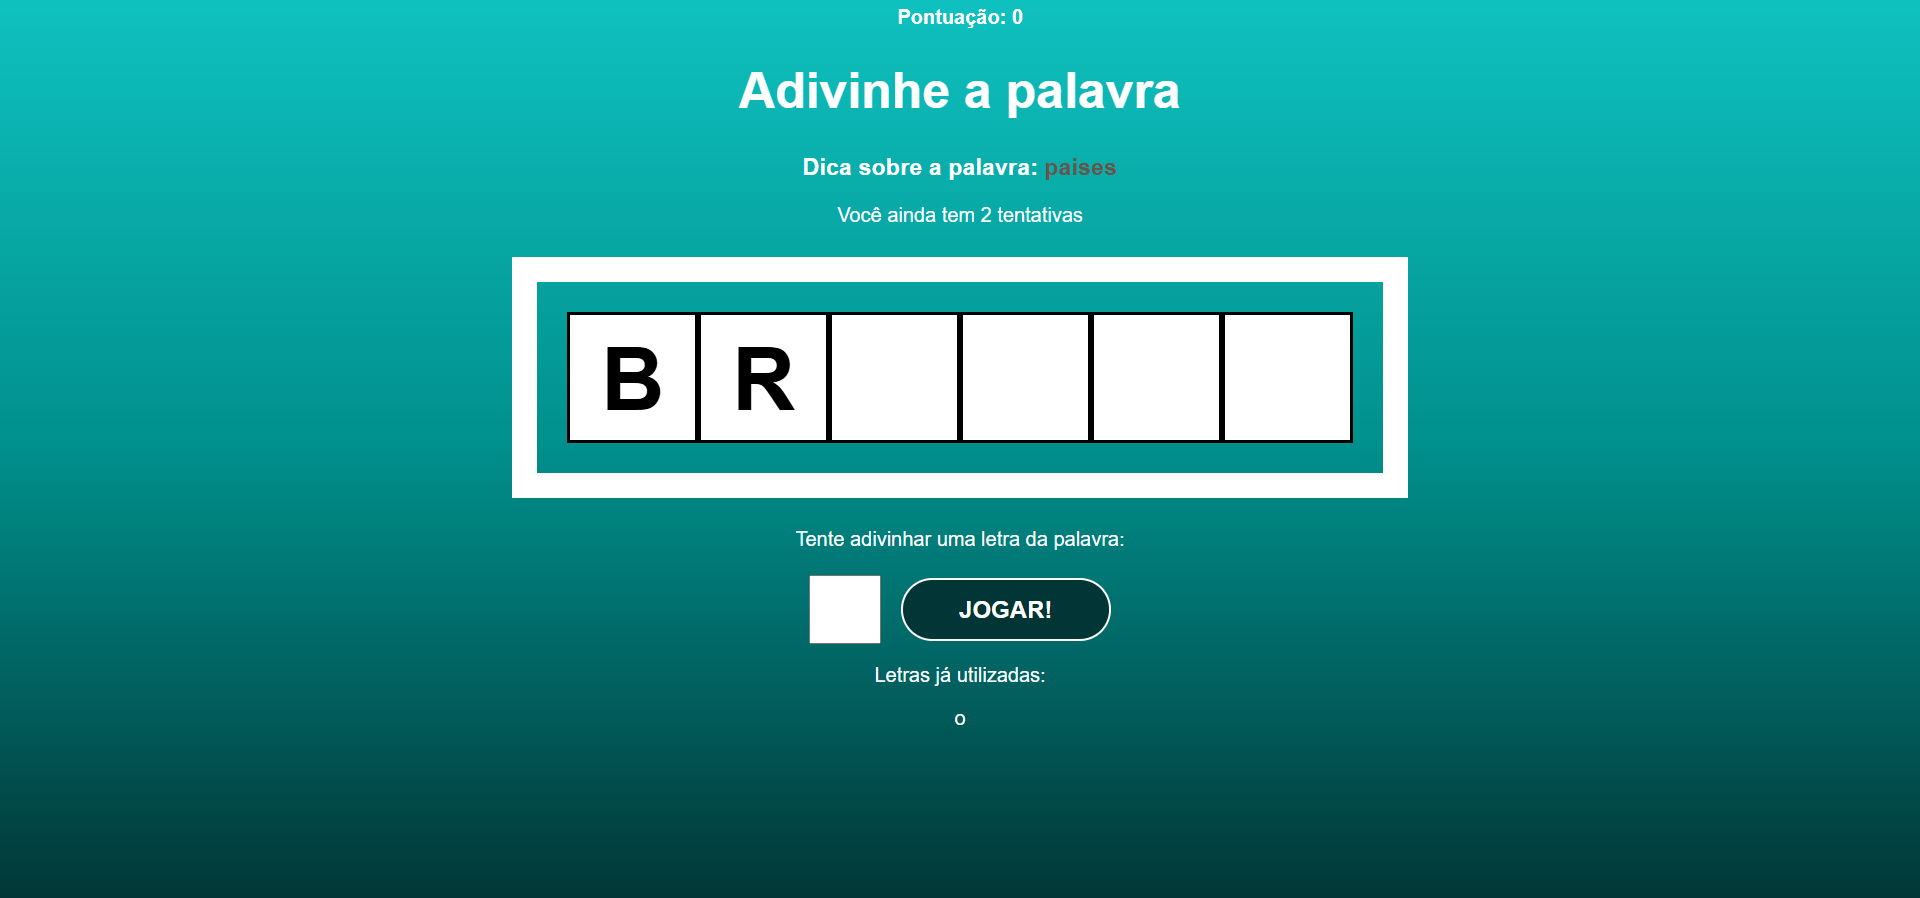 Pontuação: 0
Adivinhe a palavra
Dica sobre a palavra: paises
Você ainda tem 2 tentativas
B R
Tente adivinhar uma letra da palavra:
JOGAR!
Letras já utilizadas:
o